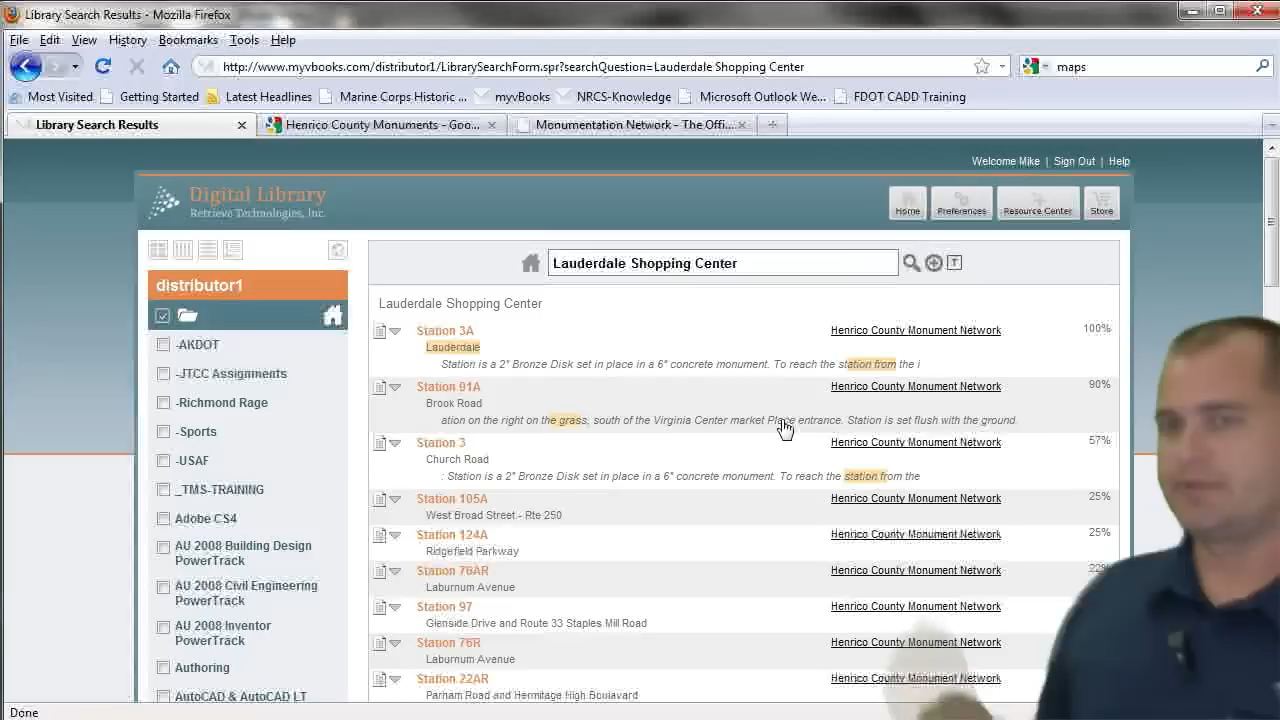 Library Search Results - Mozilla Firefox
File Edit View History Bookmarks Tools Help
http://www.myvbooks.com/distributor1/LibrarySearchForm.spr?searchQuestion=Lauderdale Shopping Center
maps
Most Visited Getting Started Latest Headlines Marine Corps Historic ... myvBooks NRCS-Knowledge Microsoft Outlook We... FDOT CADD Training
Library Search Results Henrico County Monuments - Goo... Monumentation Network - The Offi...
Welcome Mike | Sign Out | Help
Digital Library
Retrievo Technologies, Inc.
Home Preferences Resource Center Store
Lauderdale Shopping Center
distributor1
Lauderdale Shopping Center
Station 3A Henrico County Monument Network 100%
Lauderdale
Station is a 2" Bronze Disk set in place in a 6" concrete monument. To reach the station from the i
Station 91A Henrico County Monument Network 90%
Brook Road
ation on the right on the grass, south of the Virginia Center market Place entrance. Station is set flush with the ground.
Station 3 Henrico County Monument Network 57%
Church Road
: Station is a 2" Bronze Disk set in place in a 6" concrete monument. To reach the station from the
Station 105A Henrico County Monument Network 25%
West Broad Street - Rte 250
Station 124A Henrico County Monument Network 25%
Ridgefield Parkway
Station 76AR Henrico County Monument Network 22%
Laburnum Avenue
Station 97 Henrico County Monument Network
Glenside Drive and Route 33 Staples Mill Road
Station 76R Henrico County Monument Network
Laburnum Avenue
Station 22AR Henrico County Monument Network
Parham Road and Hermitage High Boulavard
-AKDOT
-JTCC Assignments
-Richmond Rage
-Sports
-USAF
_TMS-TRAINING
Adobe CS4
AU 2008 Building Design
PowerTrack
AU 2008 Civil Engineering
PowerTrack
AU 2008 Inventor
PowerTrack
Authoring
AutoCAD & AutoCAD LT
Done